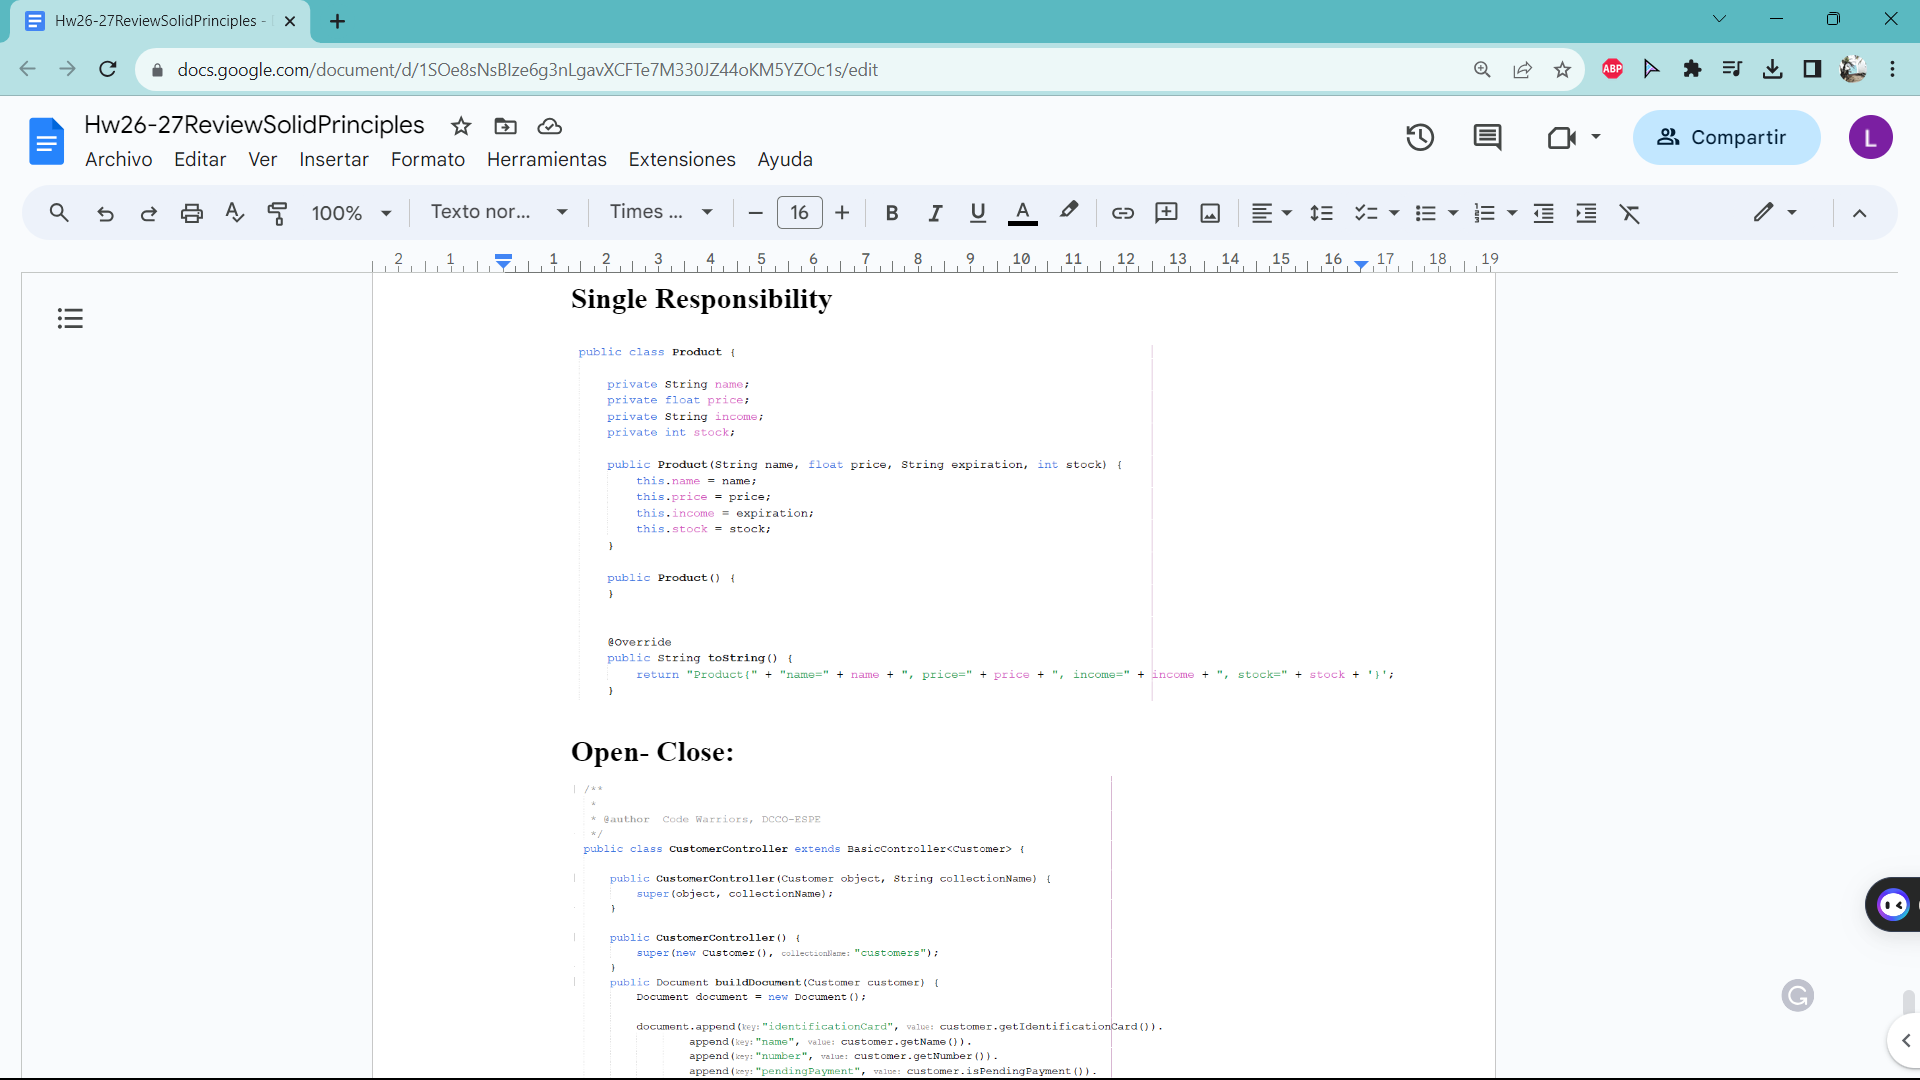 Hw26-27ReviewSolidPrinciples -
docs.google.com/document/d/1SOe8sNsBIze6g3nLgavXCFTe7M330JZ44oKM5YZOc1s/edit
ABP
Hw26-27ReviewSolidPrinciples
Archivo Editar Ver Insertar Formato Herramientas Extensiones Ayuda
Compartir
L
100% Texto nor... Times ... 16 B I U A
2 1 1 2 3 4 5 6 7 8 9 10 11 12 13 14 15 16 17 18 19
Single Responsibility
public class Product {
private String name;
private float price;
private String income;
private int stock;
public Product(String name, float price, String expiration, int stock) {
this.name = name;
this.price = price;
this.income = expiration;
this.stock = stock;
}
public Product() {
}
@Override
public String toString() {
return "Product{" + "name=" + name + ", price=" + price + ", income=" + income + ", stock=" + stock + '}';
}
Open- Close:
/**
*
* @author Code Warriors, DCCO-ESPE
*/
public class CustomerController extends BasicController<Customer> {
public CustomerController(Customer object, String collectionName) {
super(object, collectionName);
}
public CustomerController() {
super(new Customer(), collectionName: "customers");
}
public Document buildDocument(Customer customer) {
Document document = new Document();
document.append(key: "identificationCard", value: customer.getIdentificationCard()).
append(key: "name", value: customer.getName()).
append(key: "number", value: customer.getNumber()).
append(key: "pendingPayment", value: customer.isPendingPayment()).